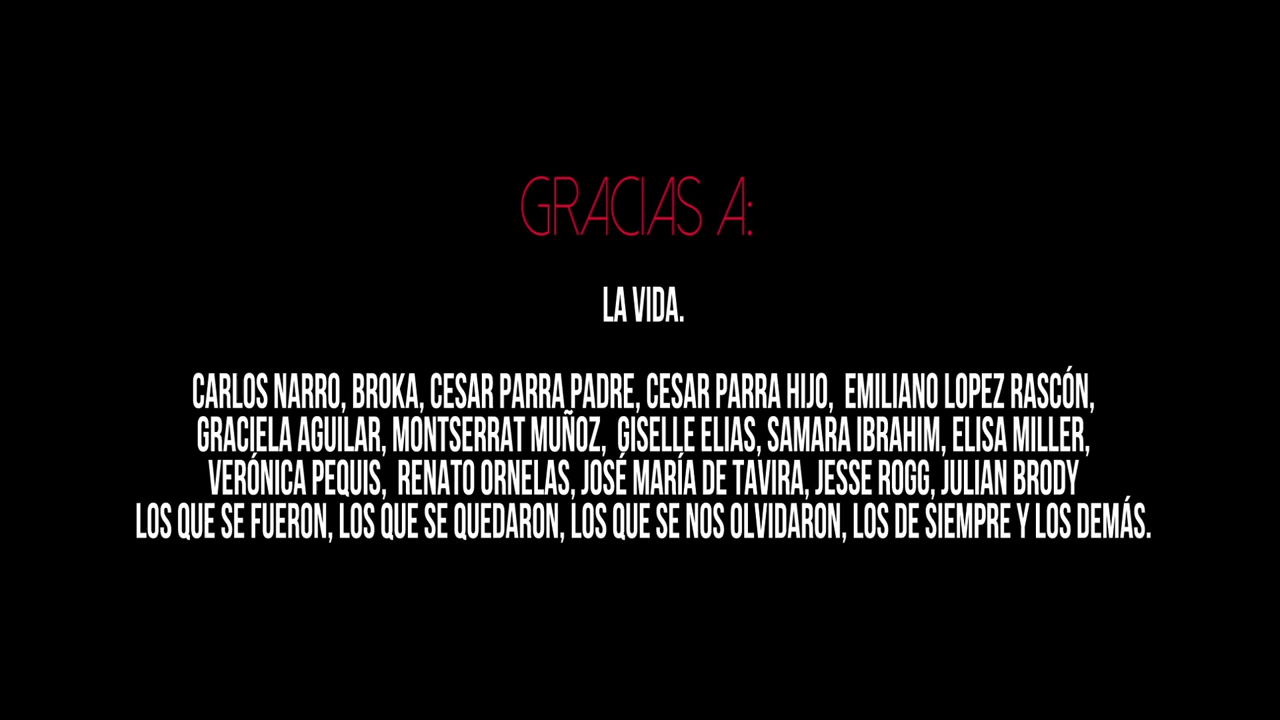 GRACIAS A:
LA VIDA.
CARLOS NARRO, BROKA, CESAR PARRA PADRE, CESAR PARRA HIJO, EMILIANO LOPEZ RASCÓN,
GRACIELA AGUILAR, MONTSERRAT MUÑOZ, GISELLE ELIAS, SAMARA IBRAHIM, ELISA MILLER,
VERÓNICA PEQUIS, RENATO ORNELAS, JOSÉ MARÍA DE TAVIRA, JESSE ROGG, JULIAN BRODY
LOS QUE SE FUERON, LOS QUE SE QUEDARON, LOS QUE SE NOS OLVIDARON, LOS DE SIEMPRE Y LOS DEMÁS.